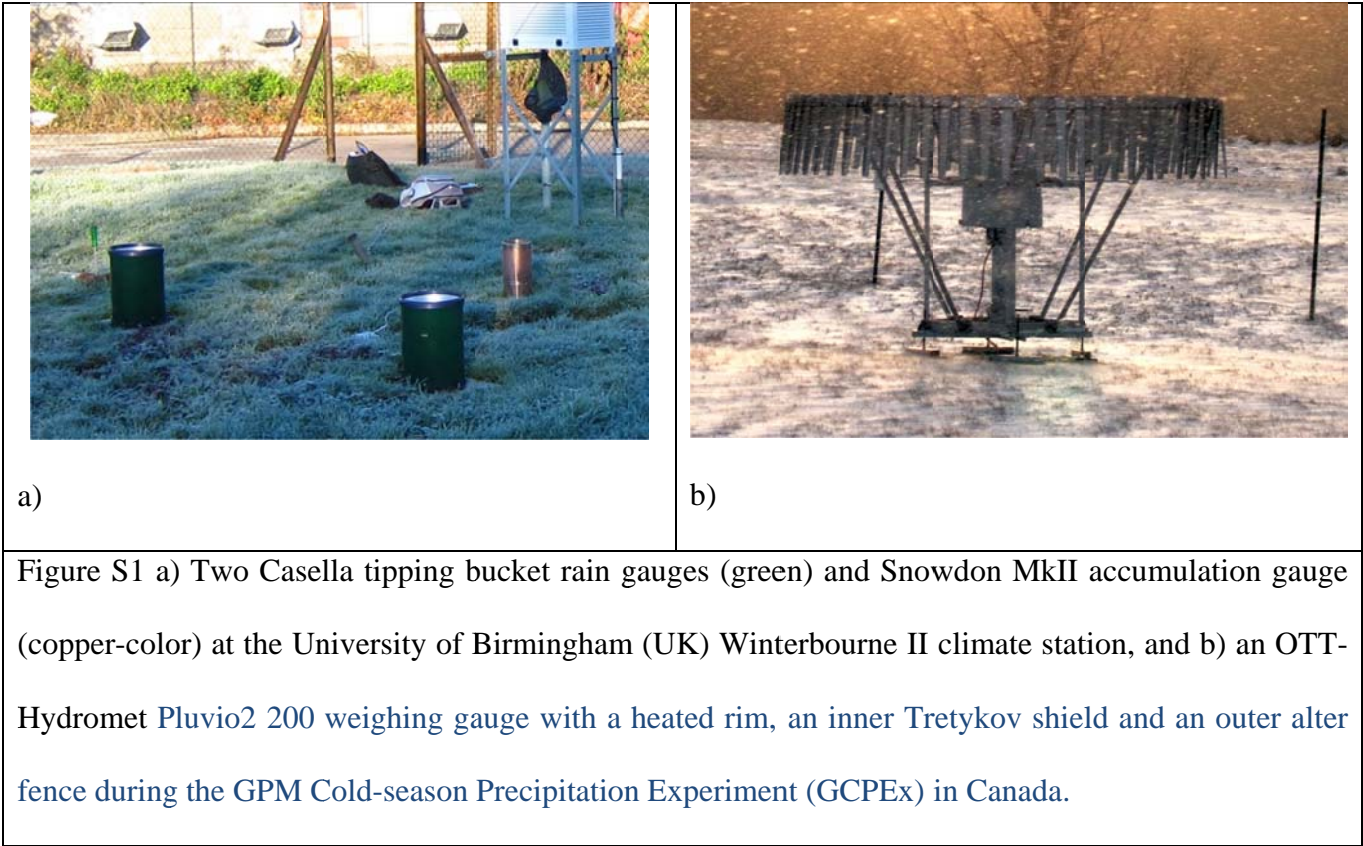 a)
b)
Figure S1 a) Two Casella tipping bucket rain gauges (green) and Snowdon MkII accumulation gauge
(copper-color) at the University of Birmingham (UK) Winterbourne II climate station, and b) an OTT-
Hydromet Pluvio2 200 weighing gauge with a heated rim, an inner Tretykov shield and an outer alter
fence during the GPM Cold-season Precipitation Experiment (GCPEx) in Canada.